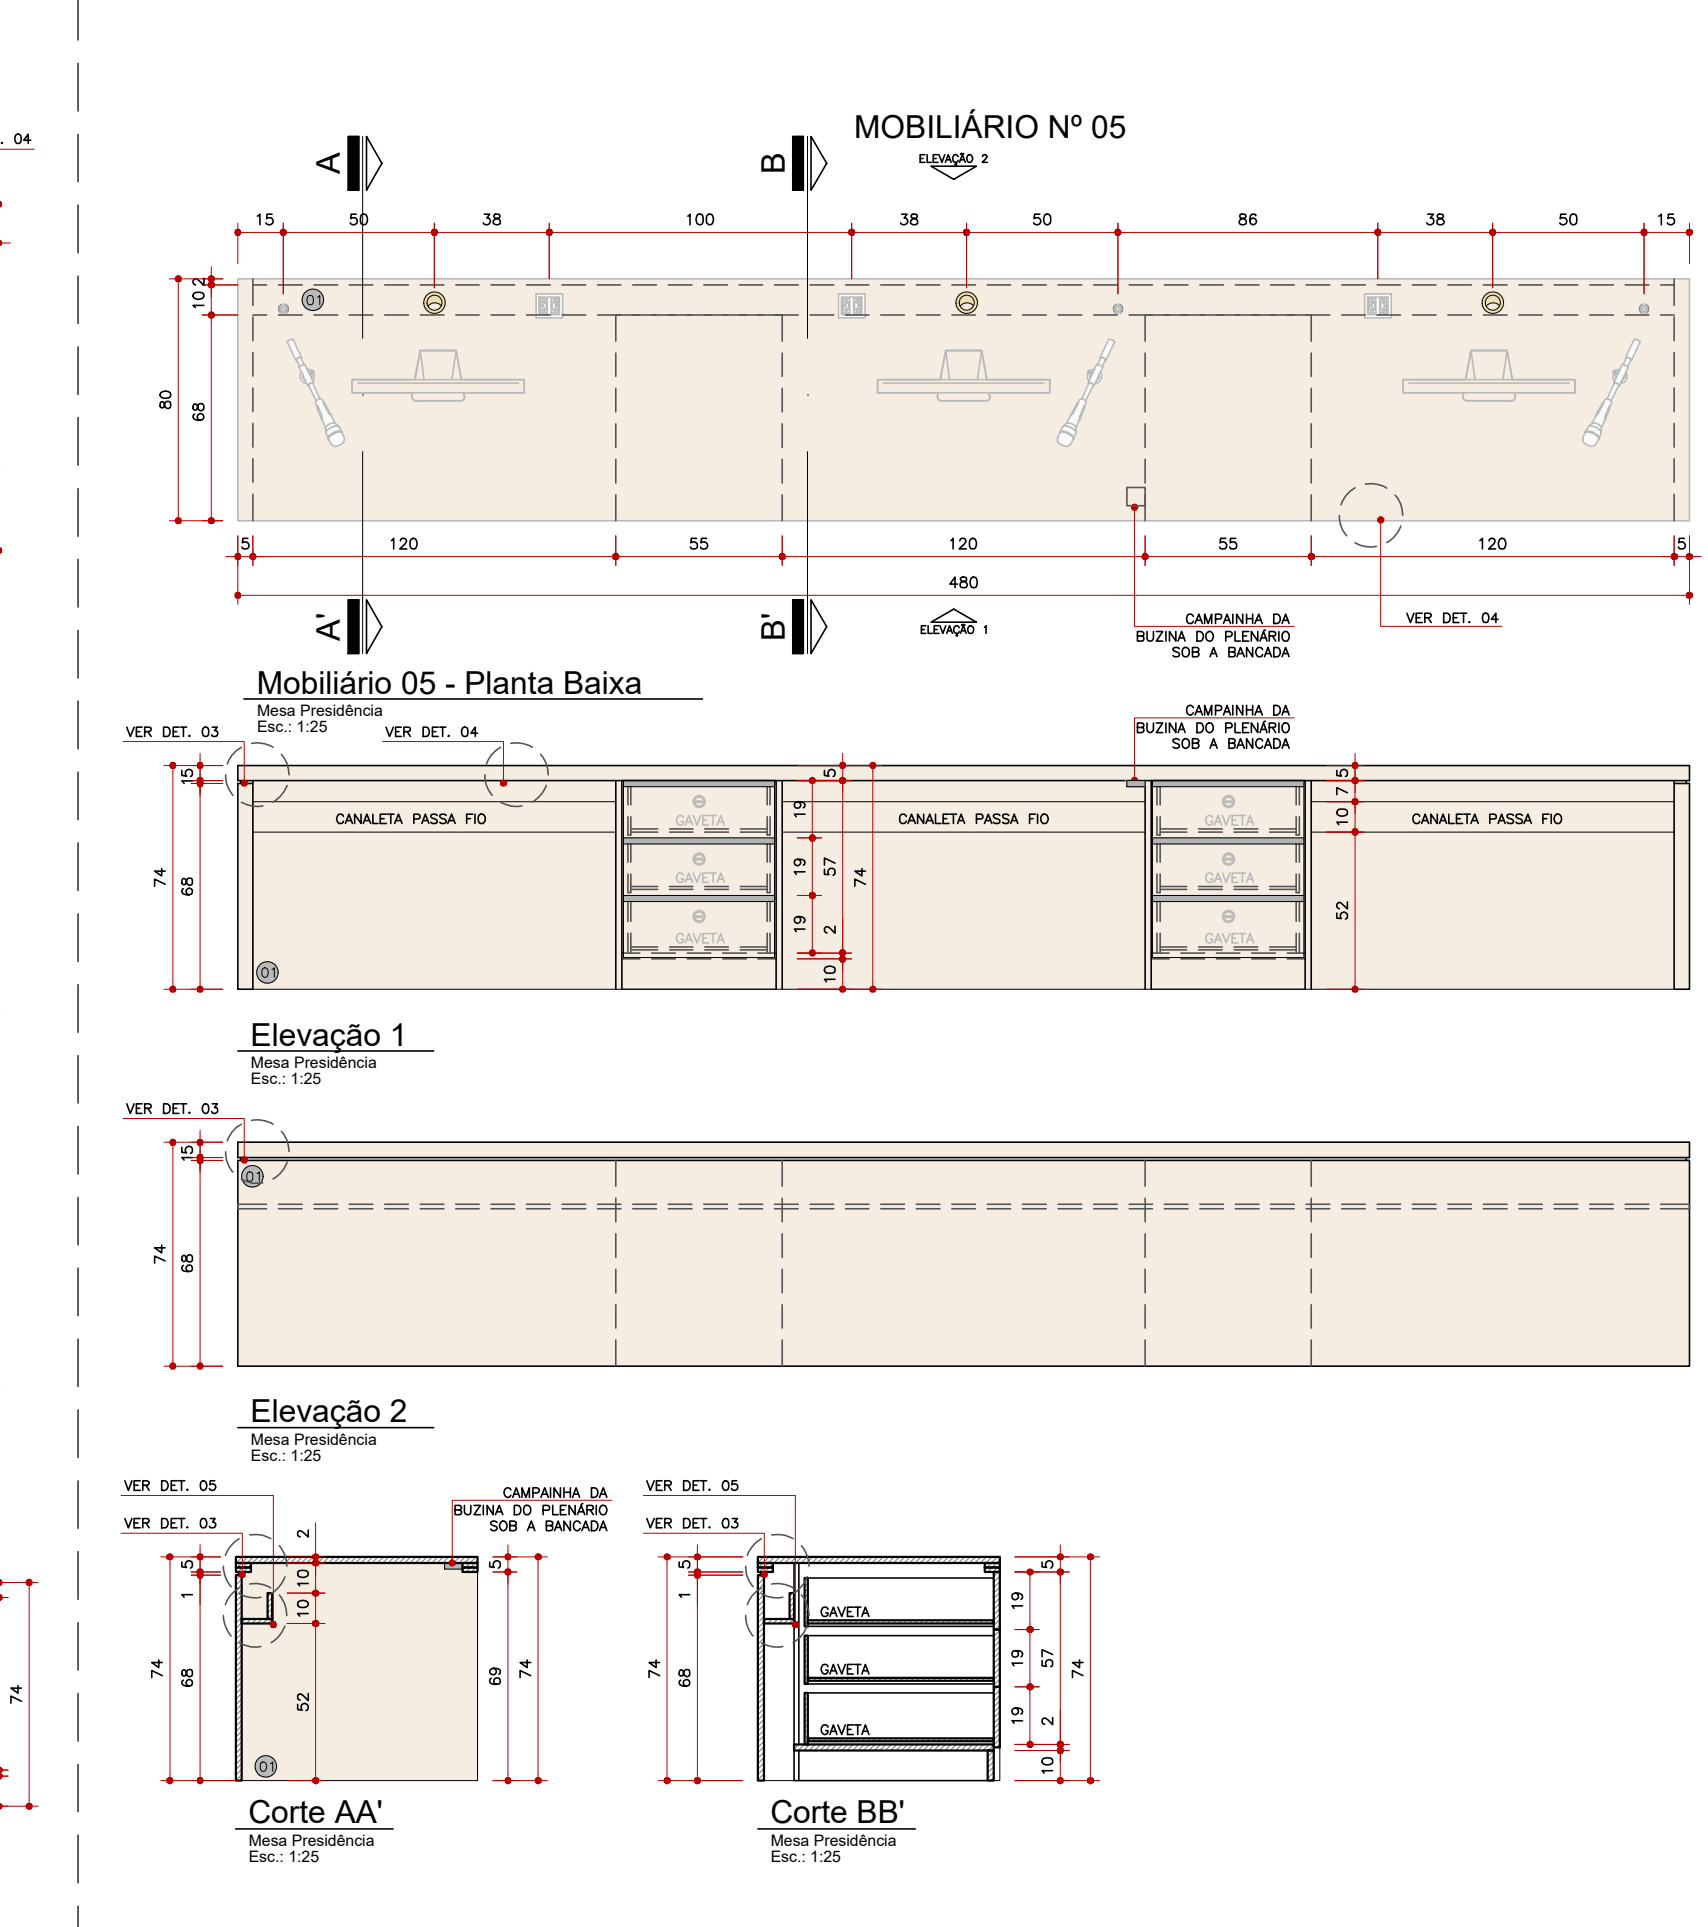 . 04
MOBILIÁRIO Nº 05
A
B
ELEVAÇÃO 2
15
50
38
100
38
50
86
38
50
15
2
10
01
80
68
5
120
55
120
55
120
5
480
A'
B'
ELEVAÇÃO 1
CAMPAINHA DA
BUZINA DO PLENÁRIO
SOB A BANCADA
VER DET. 04
Mobiliário 05 - Planta Baixa
Mesa Presidência
Esc.: 1:25
VER DET. 03
VER DET. 04
CAMPAINHA DA
BUZINA DO PLENÁRIO
SOB A BANCADA
15
74
68
CANALETA PASSA FIO
GAVETA
GAVETA
GAVETA
5
19
19
57
74
19
2
10
CANALETA PASSA FIO
GAVETA
GAVETA
GAVETA
5
7
10
52
CANALETA PASSA FIO
01
Elevação 1
Mesa Presidência
Esc.: 1:25
VER DET. 03
15
01
74
68
Elevação 2
Mesa Presidência
Esc.: 1:25
VER DET. 05
VER DET. 03
CAMPAINHA DA
BUZINA DO PLENÁRIO
SOB A BANCADA
2
5
1
10
10
5
74
68
52
69
74
01
Corte AA'
Mesa Presidência
Esc.: 1:25
VER DET. 05
VER DET. 03
5
1
74
68
GAVETA
GAVETA
GAVETA
5
19
19
57
74
19
2
10
Corte BB'
Mesa Presidência
Esc.: 1:25
74